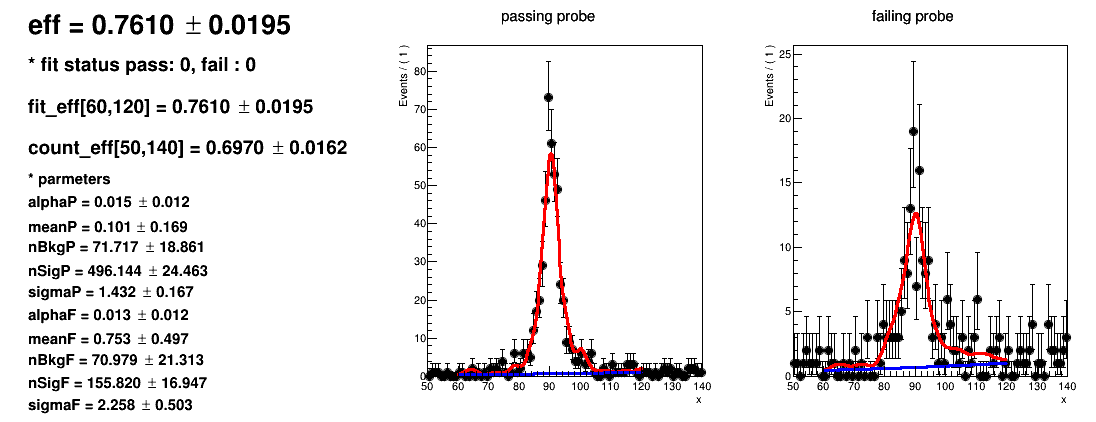 eff = 0.7610 ± 0.0195
* fit status pass: 0, fail : 0
fit_eff[60,120] = 0.7610 ± 0.0195
count_eff[50,140] = 0.6970 ± 0.0162
* parmeters
alphaP = 0.015 ± 0.012
meanP = 0.101 ± 0.169
nBkgP = 71.717 ± 18.861
nSigP = 496.144 ± 24.463
sigmaP = 1.432 ± 0.167
alphaF = 0.013 ± 0.012
meanF = 0.753 ± 0.497
nBkgF = 70.979 ± 21.313
nSigF = 155.820 ± 16.947
sigmaF = 2.258 ± 0.503
passing probe
Events / ( 1 )
80
70
60
50
40
30
20
10
0
50 60 70 80 90 100 110 120 130 140
x
failing probe
Events / ( 1 )
25
20
15
10
5
0
50 60 70 80 90 100 110 120 130 140
x